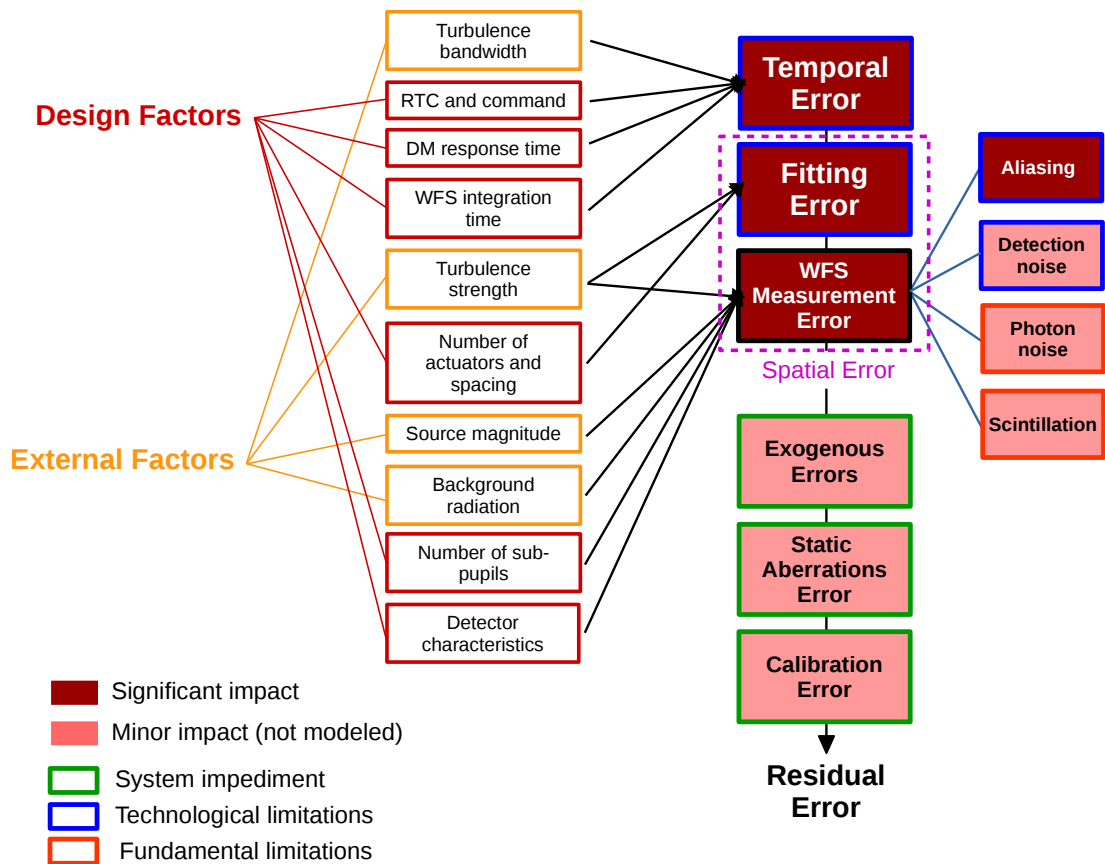 Design Factors
External Factors
Turbulence
bandwidth
RTC and command
DM response time
WFS integration
time
Turbulence
strength
Number of
actuators and
spacing
Source magnitude
Background
radiation
Number of sub-
pupils
Detector
characteristics
Temporal
Error
Fitting
Error
WFS
Measurement
Error
Spatial Error
Exogenous
Errors
Static
Aberrations
Error
Calibration
Error
Residual
Error
Aliasing
Detection
noise
Photon
noise
Scintillation
Significant impact
Minor impact (not modeled)
System impediment
Technological limitations
Fundamental limitations